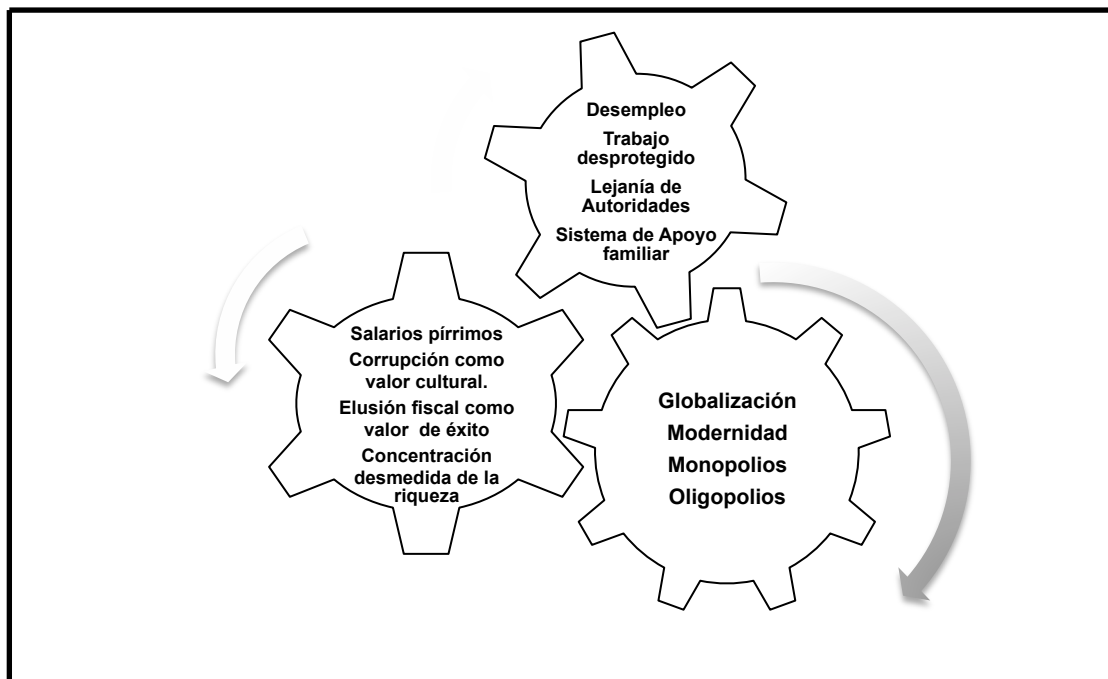 Desempleo
Trabajo
desprotegido
Lejanía de
Autoridades
Sistema de Apoyo
familiar
Salarios pírrimos
Corrupción como
valor cultural.
Elusión fiscal como
valor de éxito
Concentración
desmedida de la
riqueza
Globalización
Modernidad
Monopolios
Oligopolios